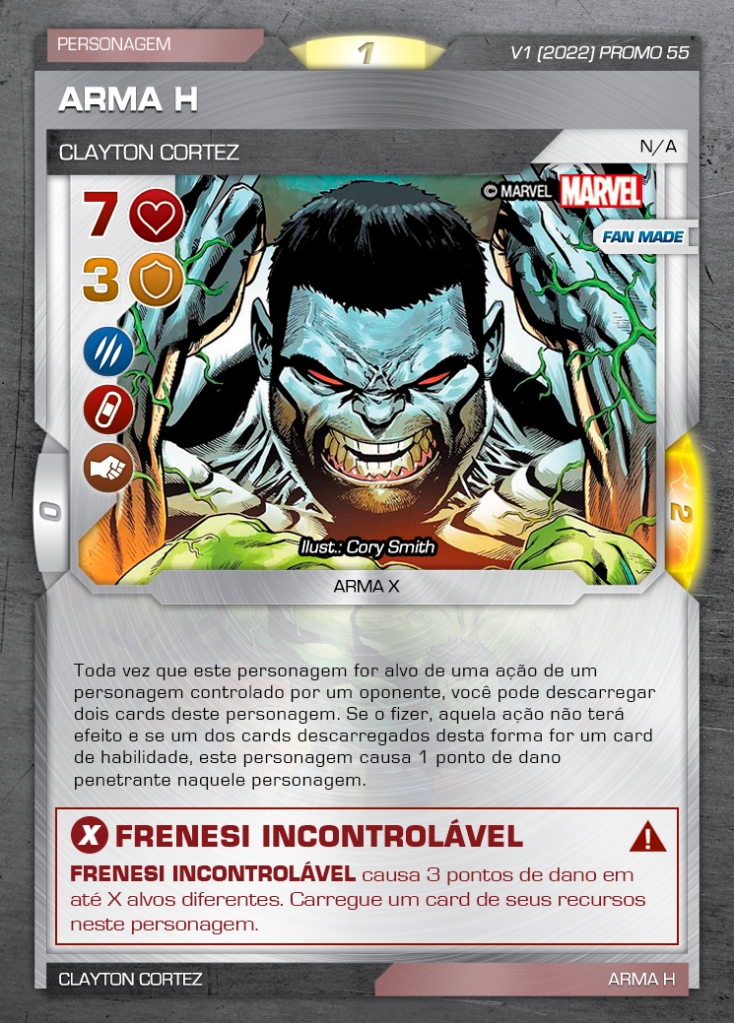 PERSONAGEM
1
V1 (2022) PROMO 55
ARMA H
CLAYTON CORTEZ
N/A
© MARVEL MARVEL
7
FAN MADE
3
0
2
Ilust.: Cory Smith
ARMA X
Toda vez que este personagem for alvo de uma ação de um
personagem controlado por um oponente, você pode descarregar
dois cards deste personagem. Se o fizer, aquela ação não terá
efeito e se um dos cards descarregados desta forma for um card
de habilidade, este personagem causa 1 ponto de dano
penetrante naquele personagem.
X FRENESI INCONTROLÁVEL
FRENESI INCONTROLÁVEL causa 3 pontos de dano em
até X alvos diferentes. Carregue um card de seus recursos
neste personagem.
CLAYTON CORTEZ
ARMA H